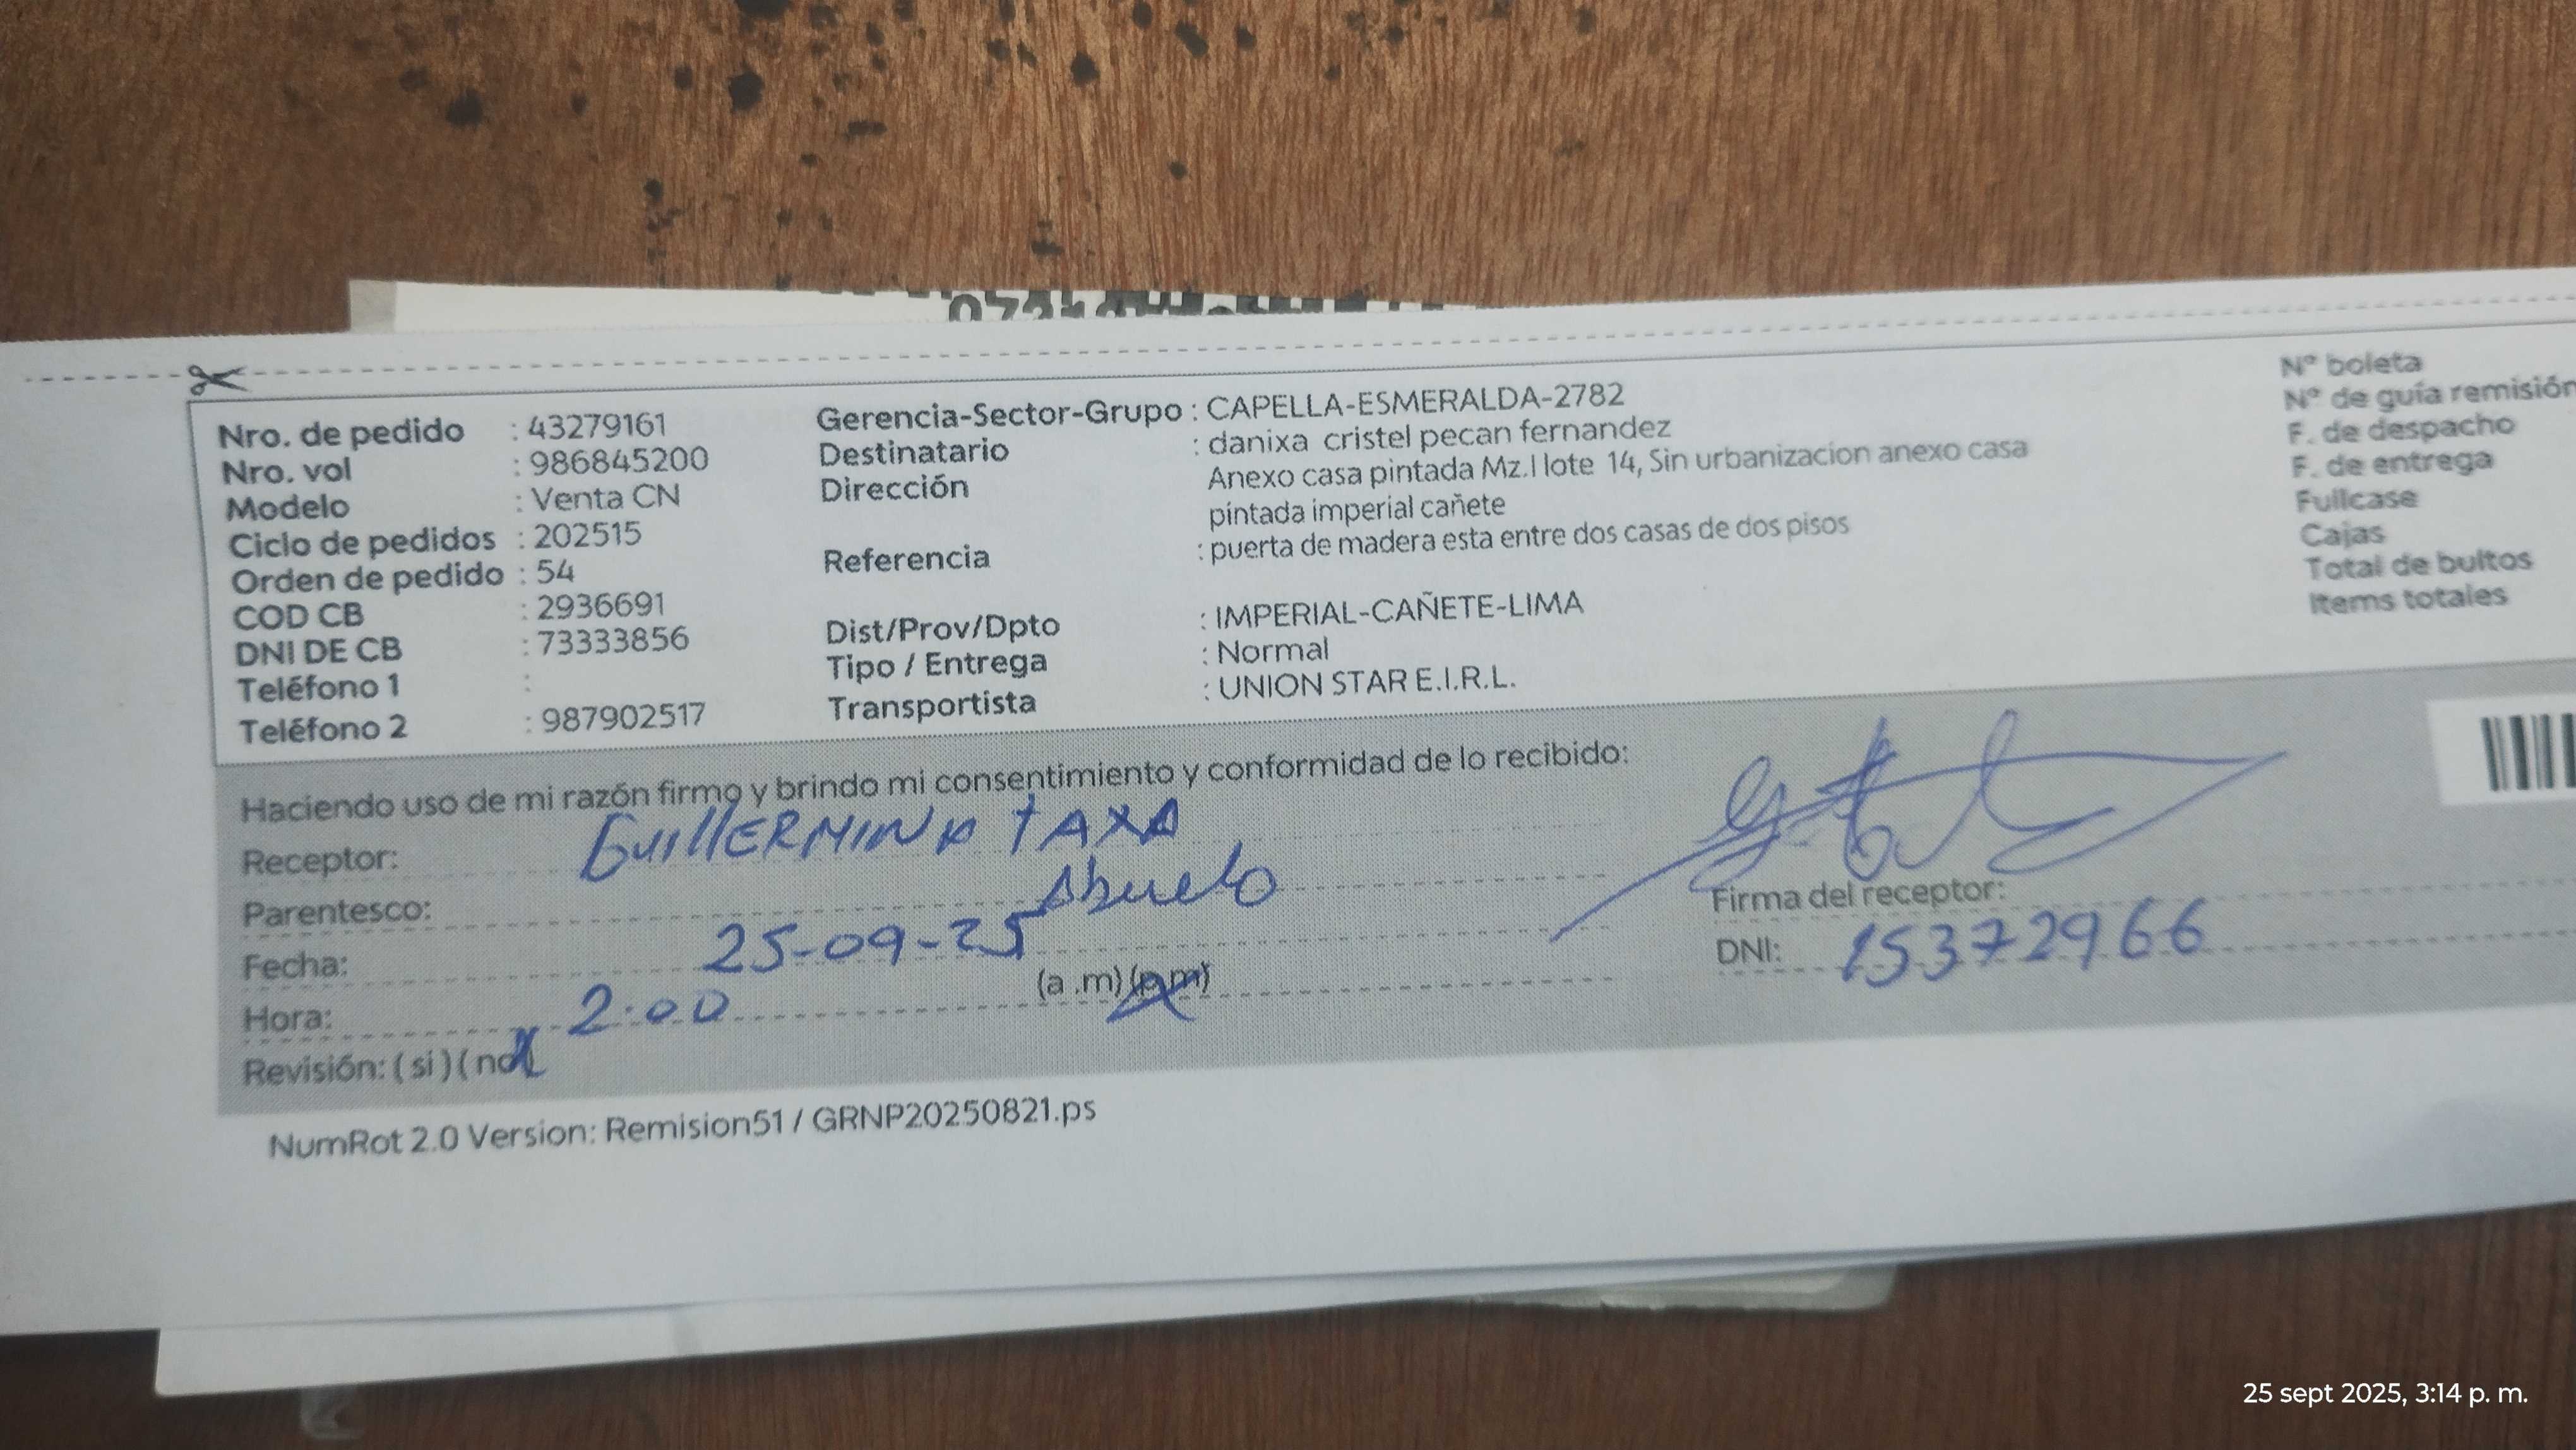 Nro. de pedido : 43279161
Nro. vol : 986845200
Modelo : Venta CN
Ciclo de pedidos : 202515
Orden de pedido : 54
COD CB : 2936691
DNI DE CB : 73333856
Teléfono 1 :
Teléfono 2 : 987902517
Gerencia-Sector-Grupo : CAPELLA-ESMERALDA-2782
Destinatario : danixa cristel pecan fernandez
Dirección Anexo casa pintada Mz.I lote 14, Sin urbanizacion anexo casa
pintada imperial cañete
Referencia : puerta de madera esta entre dos casas de dos pisos
Dist/Prov/Dpto : IMPERIAL-CAÑETE-LIMA
Tipo / Entrega : Normal
Transportista : UNION STAR E.I.R.L.
N° boleta
N° de guía remisión
F. de despacho
F. de entrega
Fullcase
Cajas
Total de bultos
Items totales
Haciendo uso de mi razón firmo y brindo mi consentimiento y conformidad de lo recibido:
Receptor: GuillERMINA TAXA
Parentesco: Abuelo
Fecha: 25-09-25
Hora: 2:00 (a .m) (p.m)
Revisión: ( si ) ( no )
Firma del receptor:
DNI: 15372966
NumRot 2.0 Version: Remision51 / GRNP20250821.ps
25 sept 2025, 3:14 p. m.